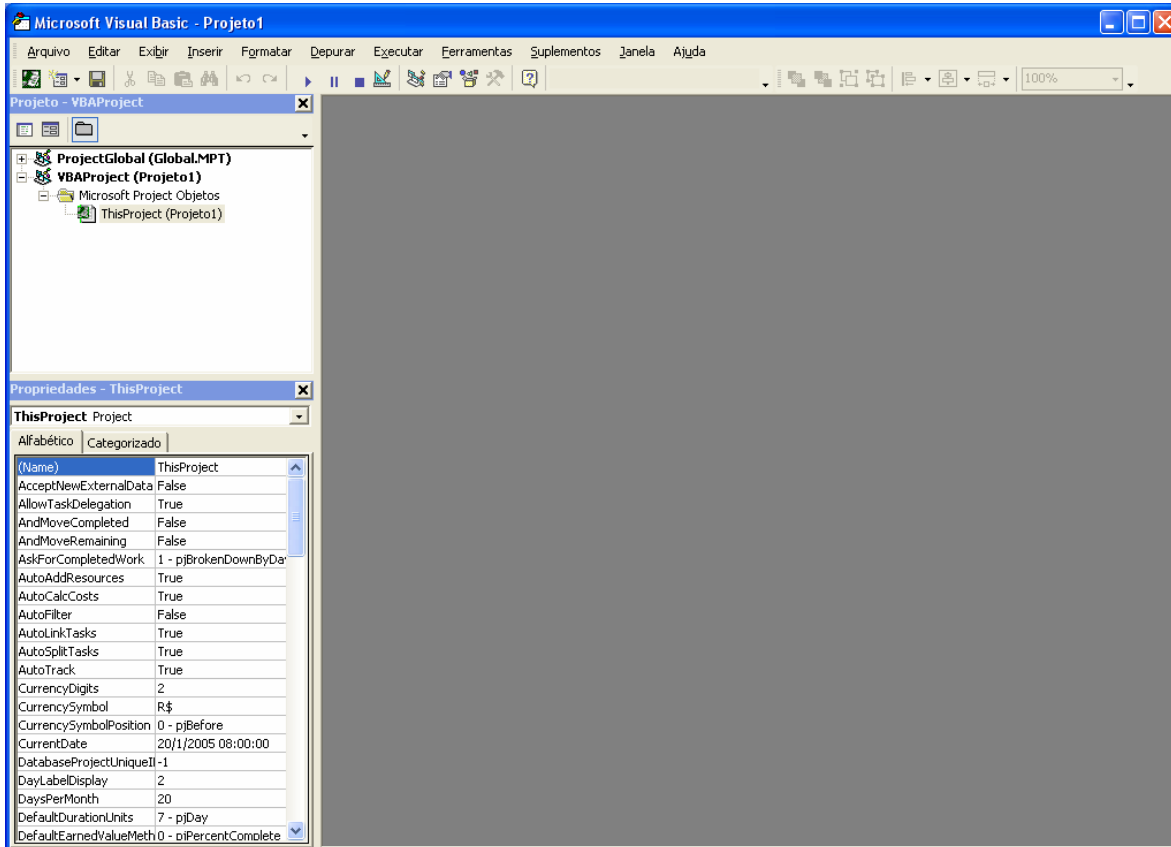 Microsoft Visual Basic - Projeto1
Arquivo Editar Exibir Inserir Formatar Depurar Executar Ferramentas Suplementos Janela Ajuda
100%
Projeto - VBAProject
ProjectGlobal (Global.MPT)
VBAProject (Projeto1)
Microsoft Project Objetos
ThisProject (Projeto1)
Propriedades - ThisProject
ThisProject Project
Alfabético Categorizado
(Name) ThisProject
AcceptNewExternalData False
AllowTaskDelegation True
AndMoveCompleted False
AndMoveRemaining False
AskForCompletedWork 1 - pjBrokenDownByDay
AutoAddResources True
AutoCalcCosts True
AutoFilter False
AutoLinkTasks True
AutoSplitTasks True
AutoTrack True
CurrencyDigits 2
CurrencySymbol R$
CurrencySymbolPosition 0 - pjBefore
CurrentDate 20/1/2005 08:00:00
DatabaseProjectUniqueI -1
DayLabelDisplay 2
DaysPerMonth 20
DefaultDurationUnits 7 - pjDay
DefaultEarnedValueMeth 0 - pjPercentComplete